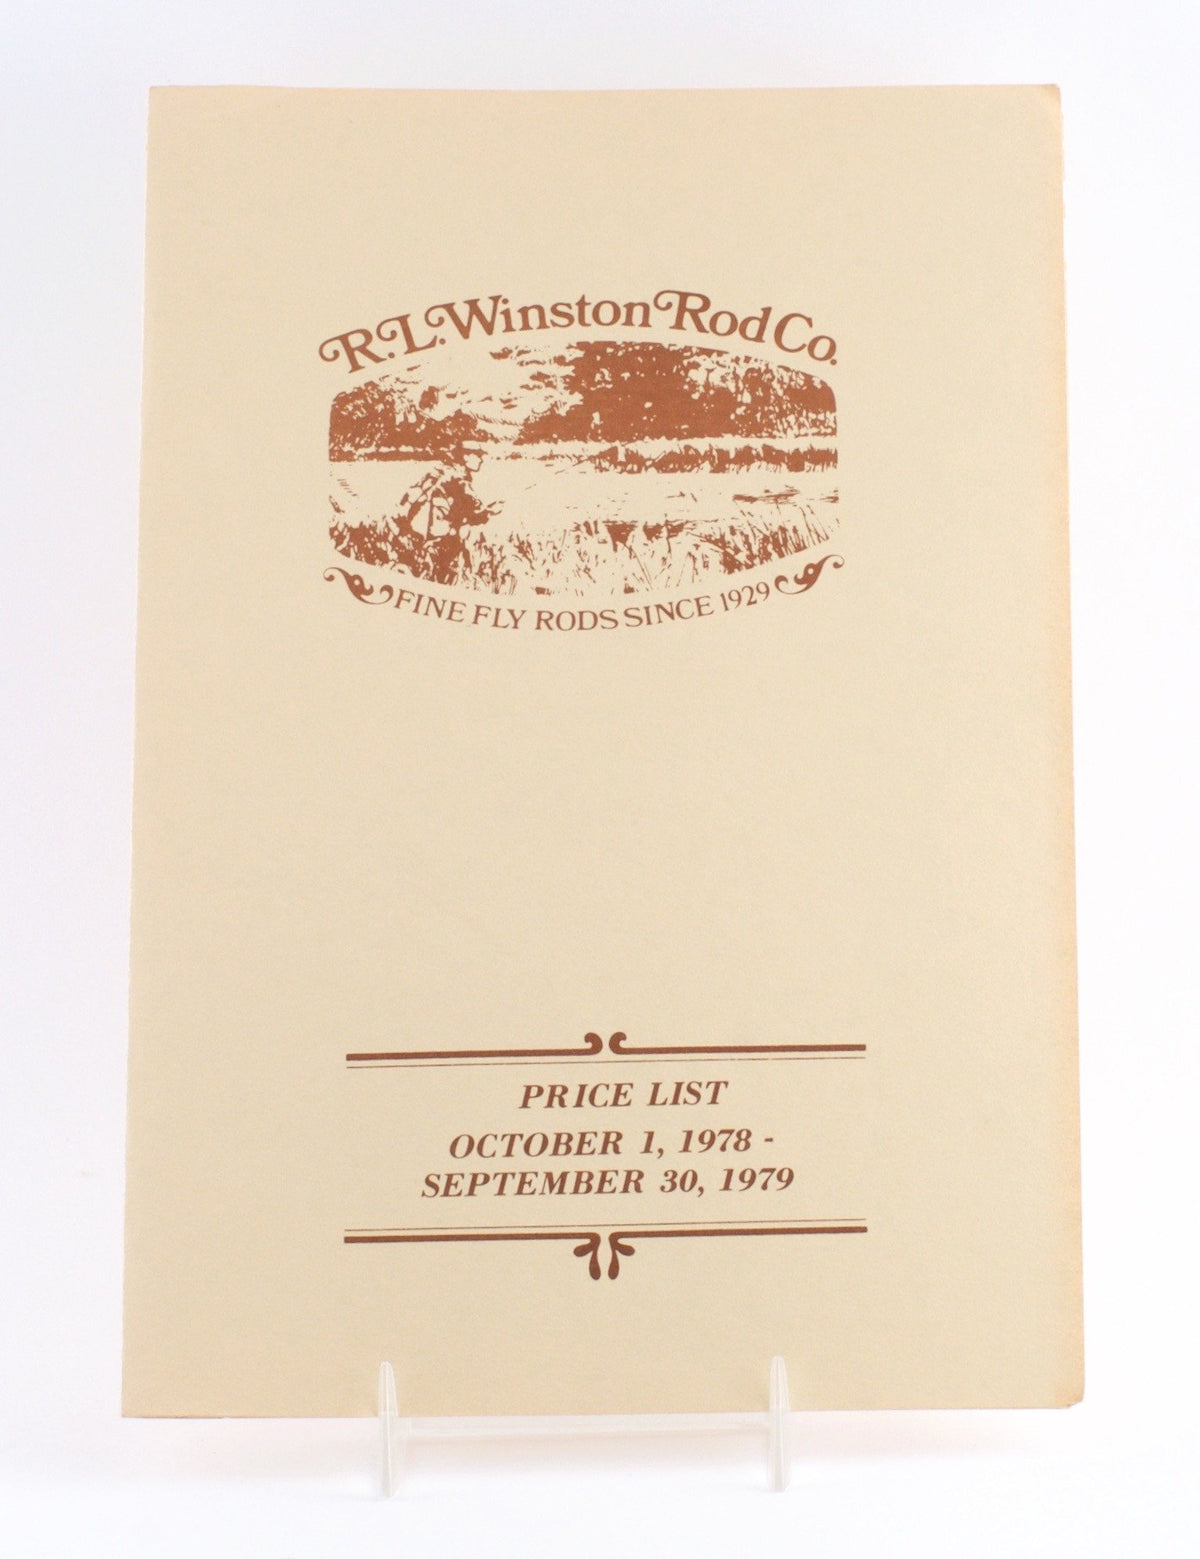 R.L. Winston Rod Co.
FINE FLY RODS SINCE 1929
PRICE LIST
OCTOBER 1, 1978 -
SEPTEMBER 30, 1979